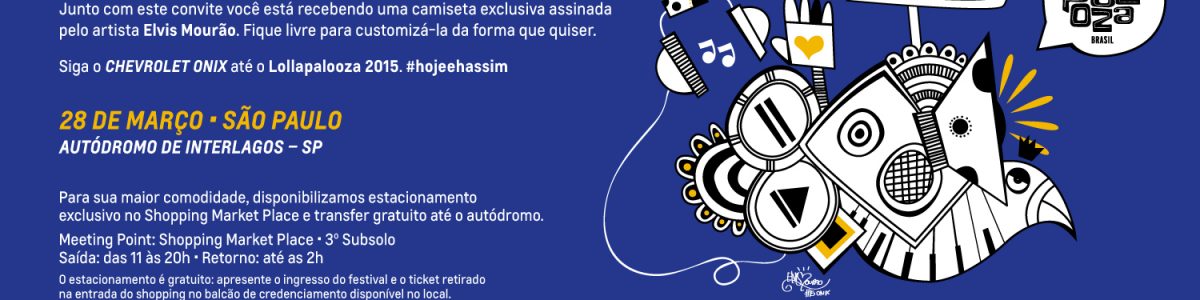 Junto com este convite você está recebendo uma camiseta exclusiva assinada
pelo artista Elvis Mourão. Fique livre para customizá-la da forma que quiser.
Siga o CHEVROLET ONIX até o Lollapalooza 2015. #hojeehassim
28 DE MARÇO • SÃO PAULO
AUTÓDROMO DE INTERLAGOS – SP
Para sua maior comodidade, disponibilizamos estacionamento
exclusivo no Shopping Market Place e transfer gratuito até o autódromo.
Meeting Point: Shopping Market Place • 3º Subsolo
Saída: das 11 às 20h • Retorno: até as 2h
O estacionamento é gratuito: apresente o ingresso do festival e o ticket retirado
na entrada do shopping no balcão de credenciamento disponível no local.
BRASIL